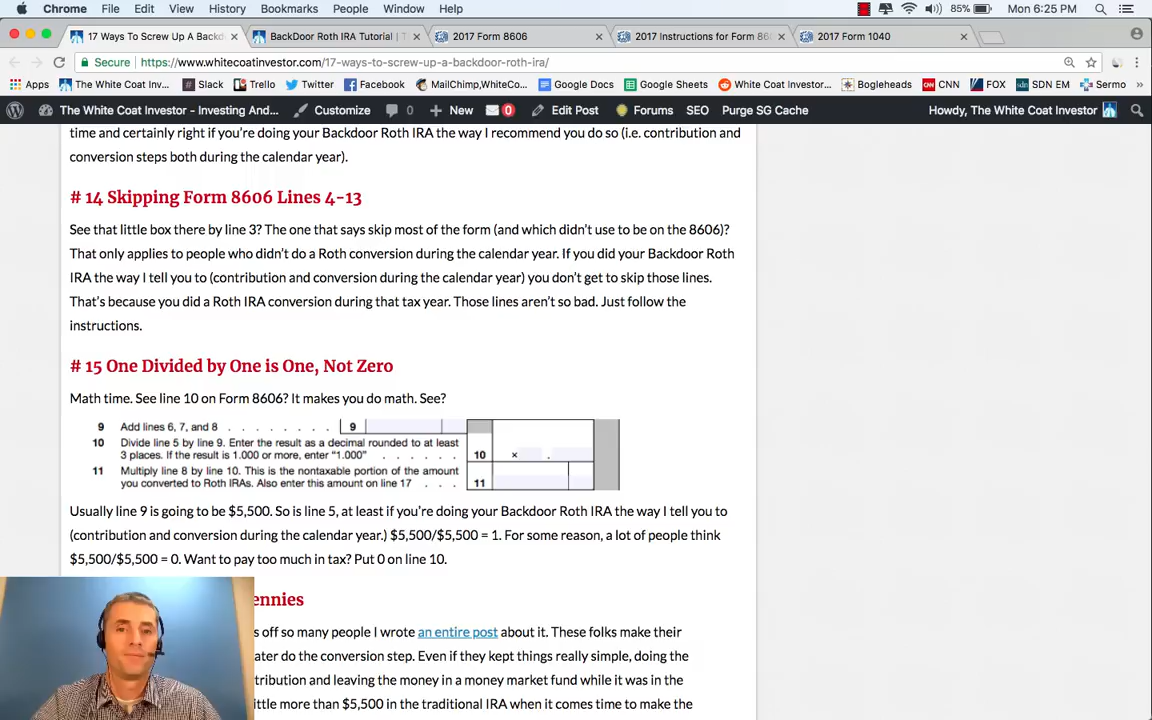 Chrome File Edit View History Bookmarks People Window Help 85% Mon 6:25 PM
17 Ways To Screw Up A Backd BackDoor Roth IRA Tutorial | T 2017 Form 8606 2017 Instructions for Form 86 2017 Form 1040
Secure https://www.whitecoatinvestor.com/17-ways-to-screw-up-a-backdoor-roth-ira/
Apps The White Coat Inv... Slack Trello Twitter Facebook MailChimp,WhiteCo... Google Docs Google Sheets The White Coat Inve... Bogleheads CNN FOX SDN EM Sermo »
The White Coat Investor - Investing And... Customize New 0 Edit Post Forums SEO Purge SG Cache Howdy, The White Coat Investor
time and certainly right if you're doing your Backdoor Roth IRA the way I recommend you do so (i.e. contribution and
conversion steps both during the calendar year).
# 14 Skipping Form 8606 Lines 4-13
See that little box there by line 3? The one that says skip most of the form (and which didn't use to be on the 8606)?
That only applies to people who didn't do a Roth conversion during the calendar year. If you did your Backdoor Roth
IRA the way I tell you to (contribution and conversion during the calendar year) you don't get to skip those lines.
That's because you did a Roth IRA conversion during that tax year. Those lines aren't so bad. Just follow the
instructions.
# 15 One Divided by One is One, Not Zero
Math time. See line 10 on Form 8606? It makes you do math. See?
9 Add lines 6, 7, and 8 . . . . . . . . 9
10 Divide line 5 by line 9. Enter the result as a decimal rounded to at least
3 places. If the result is 1.000 or more, enter "1.000" . . . . . . 10 × .
11 Multiply line 8 by line 10. This is the nontaxable portion of the amount
you converted to Roth IRAs. Also enter this amount on line 17 . . . 11
Usually line 9 is going to be $5,500. So is line 5, at least if you're doing your Backdoor Roth IRA the way I tell you to
(contribution and conversion during the calendar year.) $5,500/$5,500 = 1. For some reason, a lot of people think
$5,500/$5,500 = 0. Want to pay too much in tax? Put 0 on line 10.
ennies
s off so many people I wrote an entire post about it. These folks make their
ater do the conversion step. Even if they kept things really simple, doing the
tribution and leaving the money in a money market fund while it was in the
ittle more than $5,500 in the traditional IRA when it comes time to make the